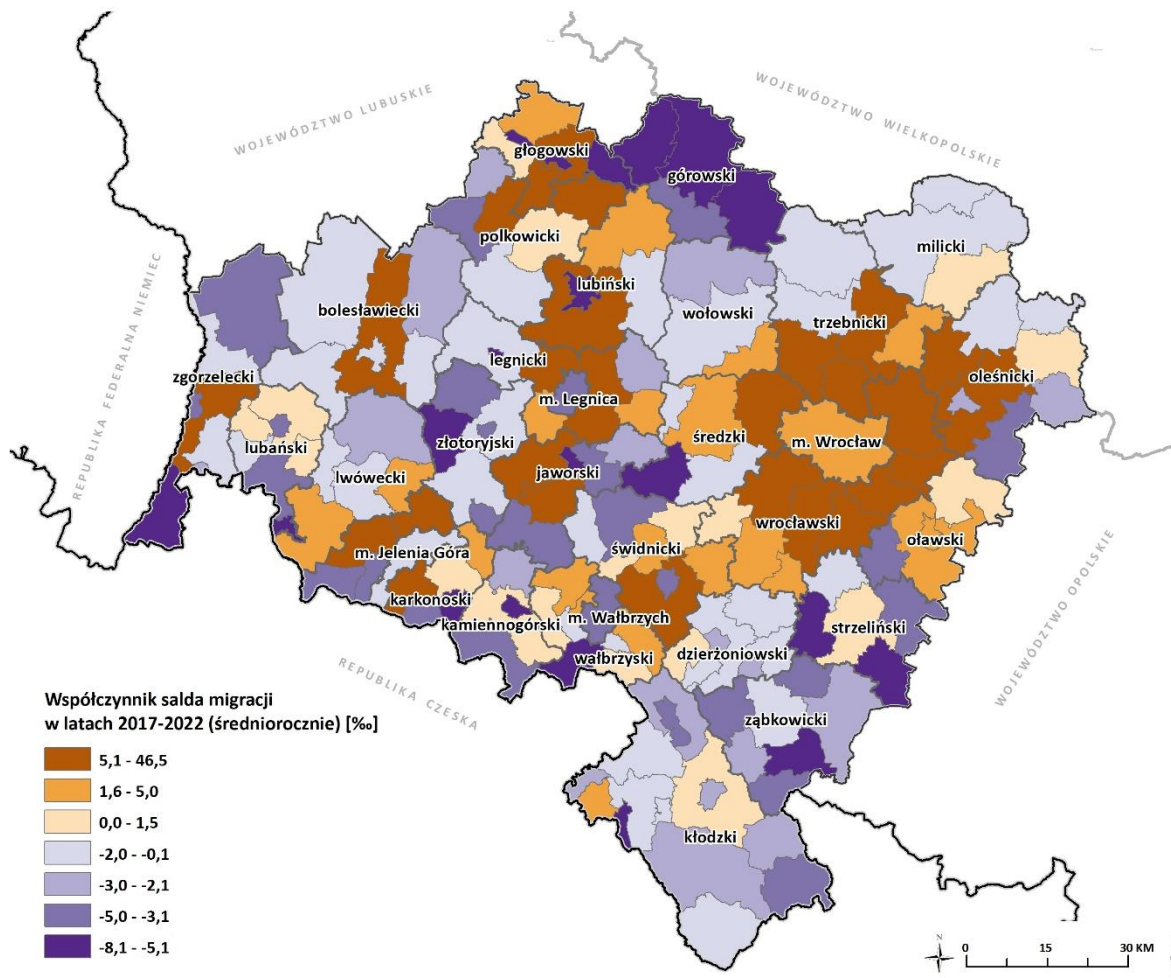 WOJEWÓDZTWO LUBUSKIE
WOJEWÓDZTWO WIELKOPOLSKIE
głogowski
górowski
polkowicki
milicki
lubiński
bolesławiecki
wołowski
trzebnicki
REPUBLIKA FEDERALNA NIEMIEC
legnicki
zgorzelecki
oleśnicki
m. Legnica
złotoryjski
średzki
m. Wrocław
lubański
lwówecki
jaworski
wrocławski
oławski
świdnicki
m. Jelenia Góra
karkonoski
m. Wałbrzych
kamiennogórski
strzeliński
wałbrzyski
dzierżoniowski
WOJEWÓDZTWO OPOLSKIE
REPUBLIKA CZESKA
ząbkowicki
kłodzki
Współczynnik salda migracji
w latach 2017-2022 (średniorocznie) [‰]
5,1 - 46,5
1,6 - 5,0
0,0 - 1,5
-2,0 - -0,1
-3,0 - -2,1
-5,0 - -3,1
-8,1 - -5,1
N
0 15 30 KM